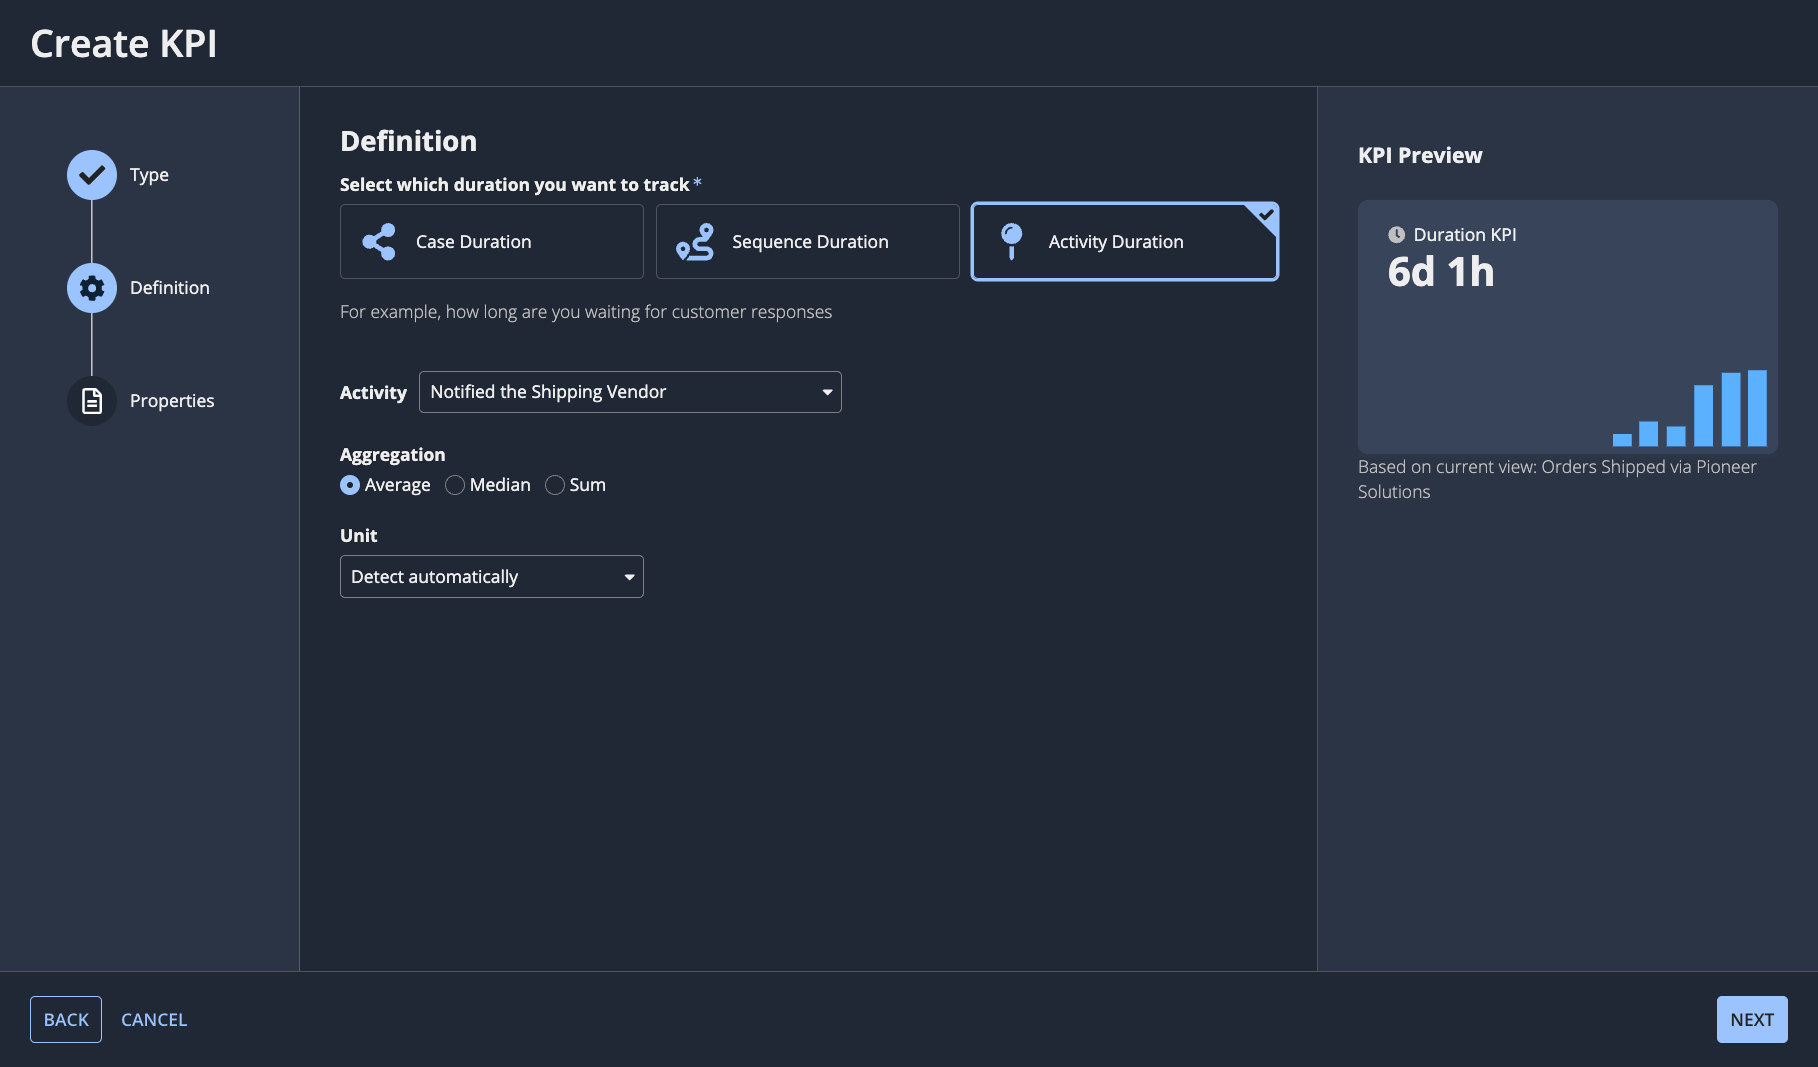 Create KPI
Type
Definition
Properties
Definition
Select which duration you want to track *
Case Duration
Sequence Duration
Activity Duration
For example, how long are you waiting for customer responses
Activity
Notified the Shipping Vendor
Aggregation
Average
Median
Sum
Unit
Detect automatically
KPI Preview
Duration KPI
6d 1h
Based on current view: Orders Shipped via Pioneer
Solutions
BACK
CANCEL
NEXT